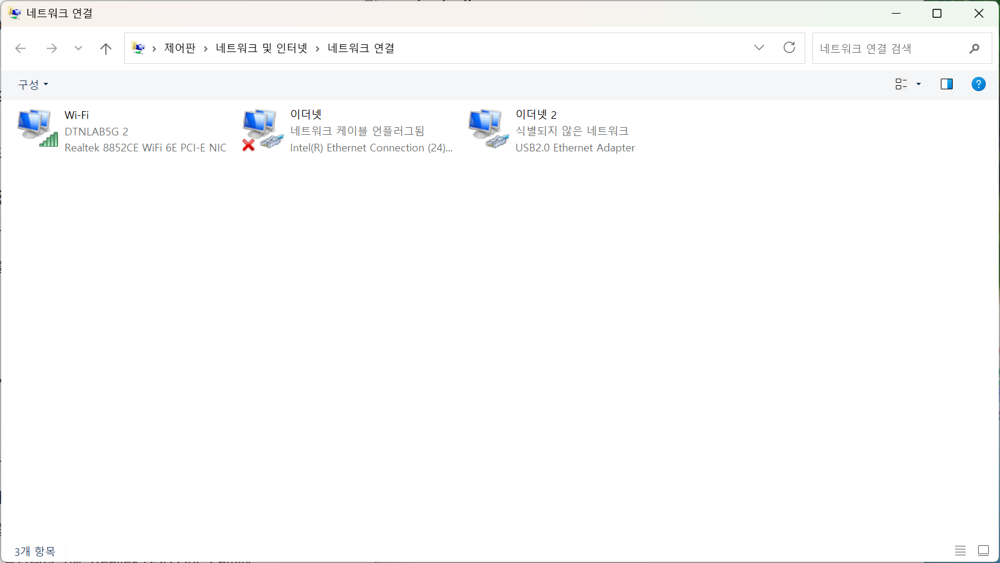 네트워크 연결
제어판 › 네트워크 및 인터넷 › 네트워크 연결
네트워크 연결 검색
구성
Wi-Fi
DTNLAB5G 2
Realtek 8852CE WiFi 6E PCI-E NIC
이더넷
네트워크 케이블 언플러그됨
Intel(R) Ethernet Connection (24)...
이더넷 2
식별되지 않은 네트워크
USB2.0 Ethernet Adapter
3개 항목